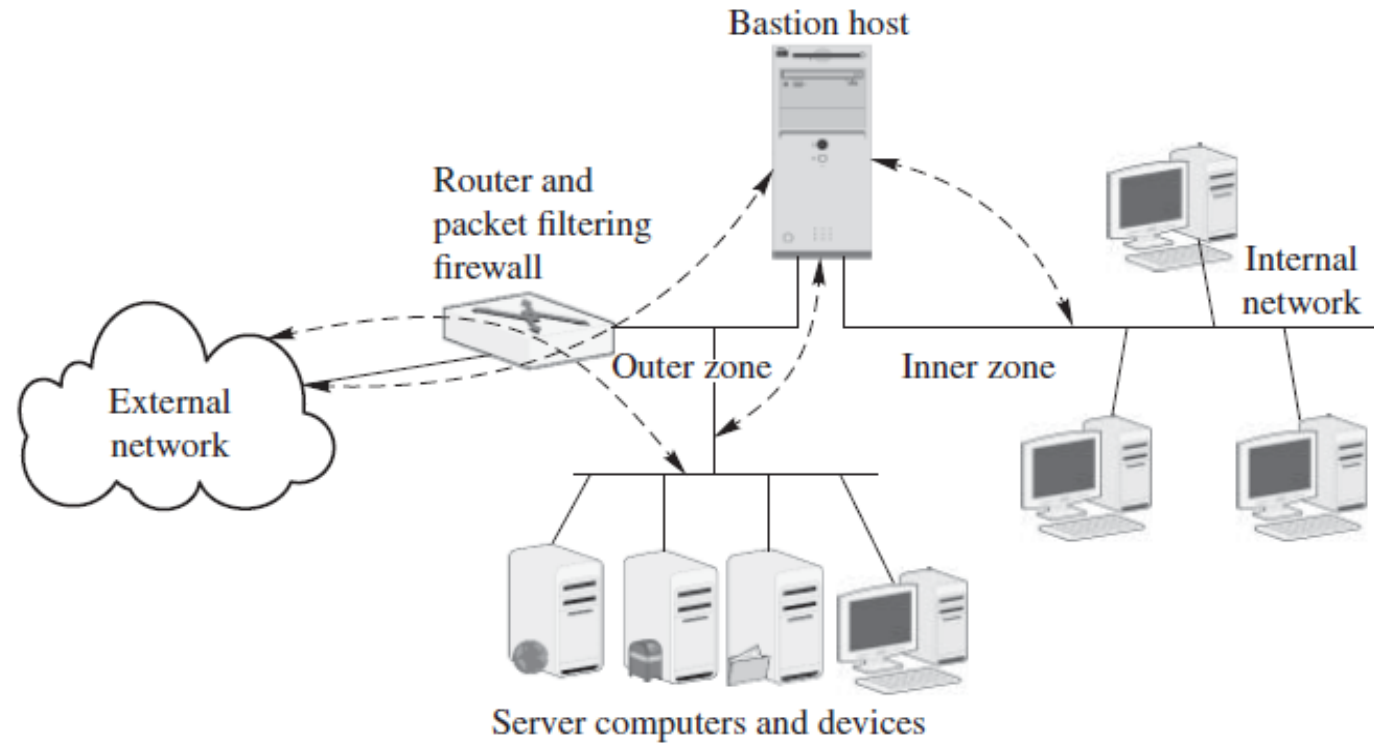 Bastion host
Router and
packet filtering
firewall
Internal
network
Outer zone
Inner zone
External
network
Server computers and devices